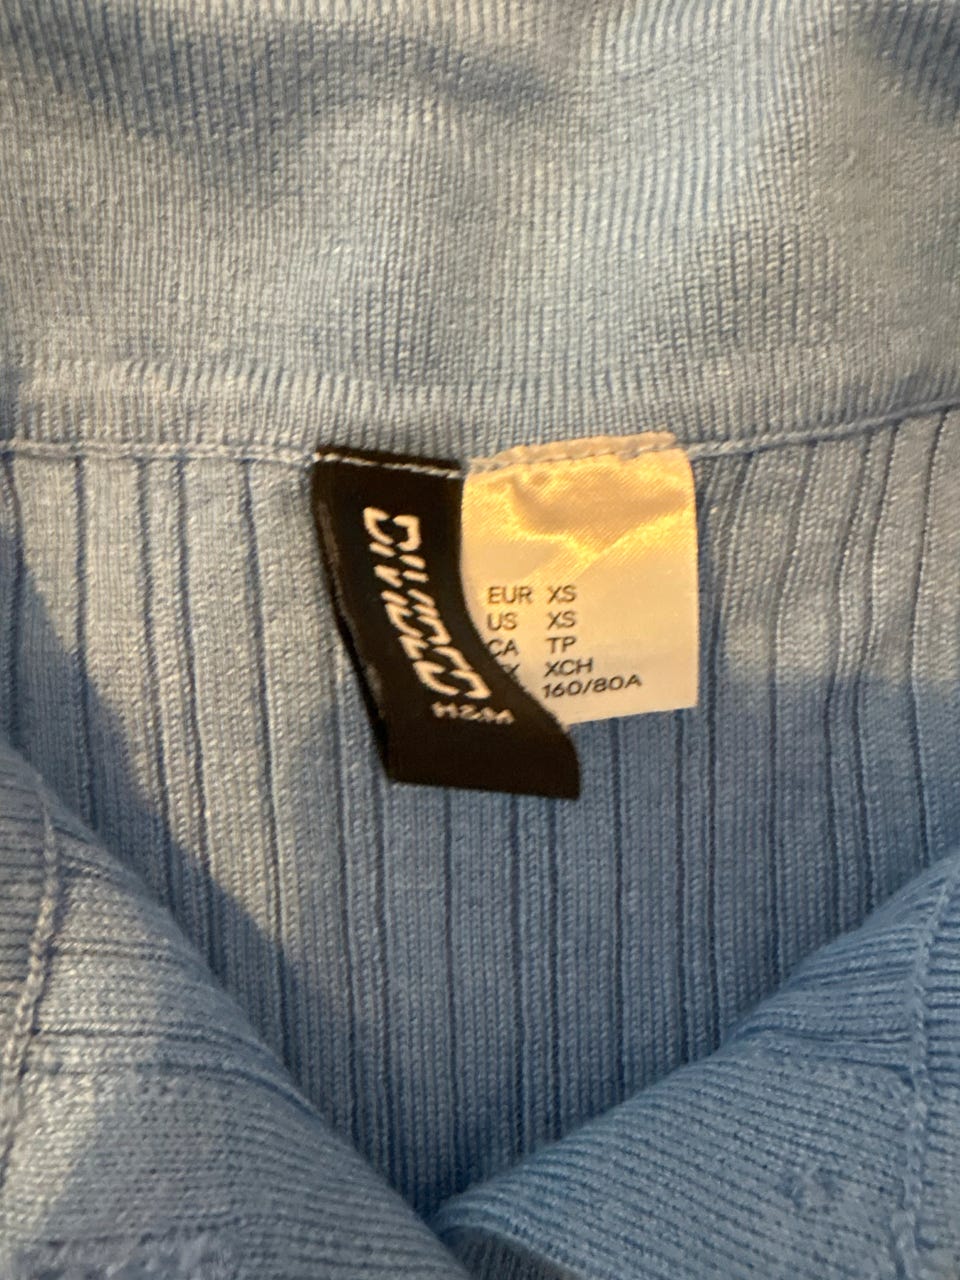 DIVIDED
H&M
EUR XS
US XS
CA TP
XCH
160/80A